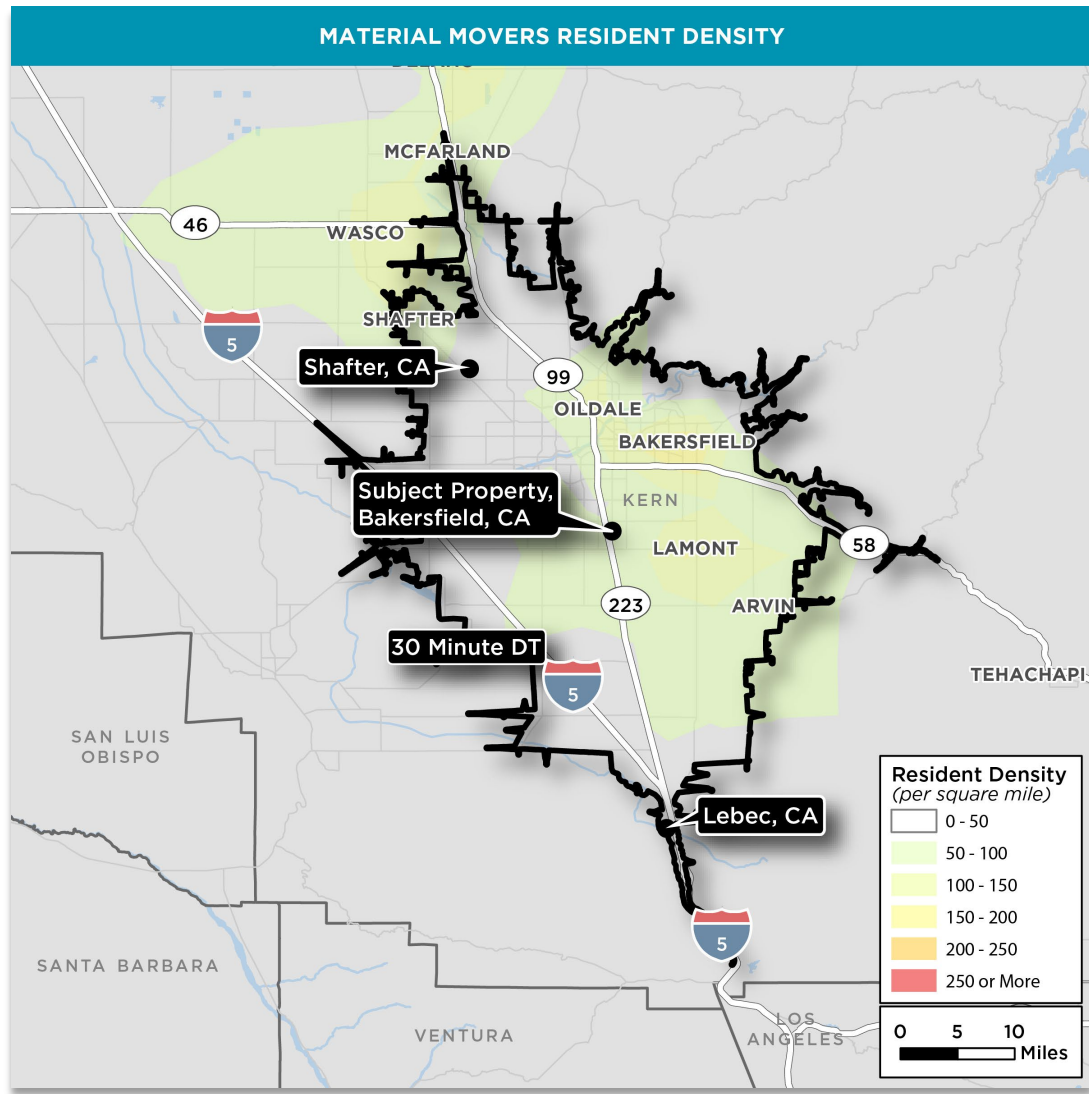 MATERIAL MOVERS RESIDENT DENSITY
MCFARLAND
46
WASCO
SHAFTER
5
Shafter, CA
99
OILDALE
BAKERSFIELD
Subject Property,
Bakersfield, CA
KERN
LAMONT
58
223
ARVIN
30 Minute DT
5
TEHACHAPI
SAN LUIS
OBISPO
Lebec, CA
5
SANTA BARBARA
VENTURA
LOS
ANGELES
Resident Density
(per square mile)
0 - 50
50 - 100
100 - 150
150 - 200
200 - 250
250 or More
0 5 10
Miles